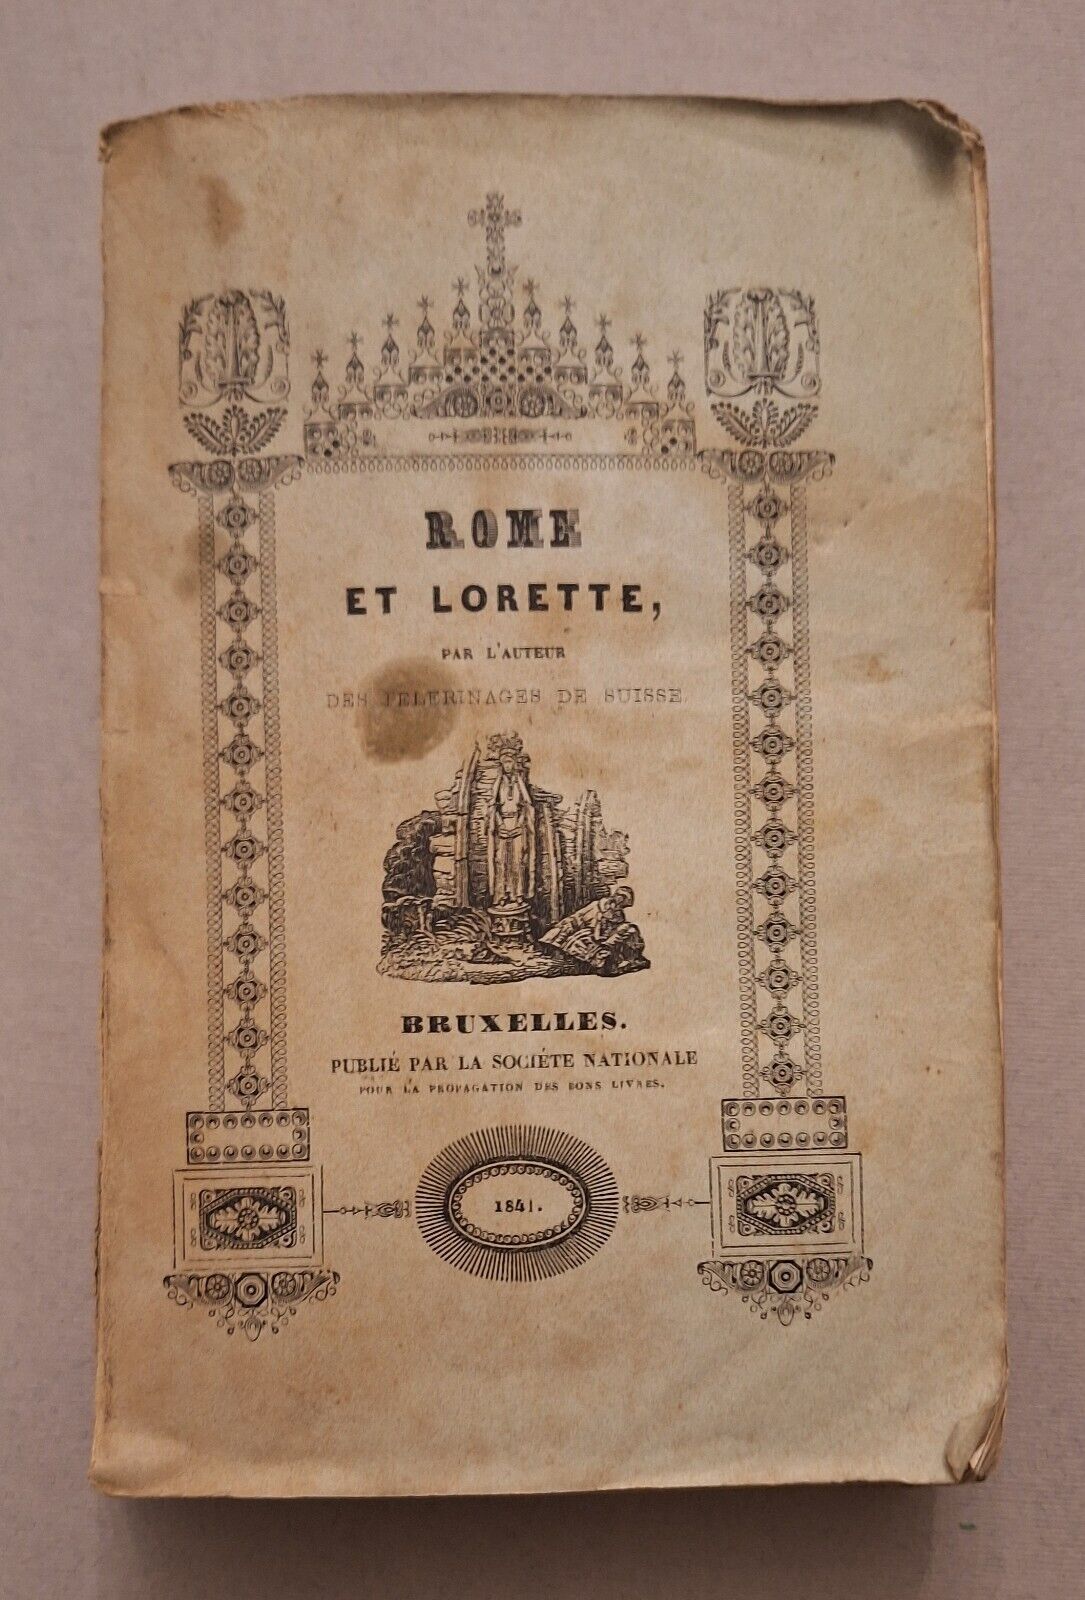 ROME
ET LORETTE,
PAR L'AUTEUR
DES PELERINAGES DE SUISSE
BRUXELLES.
PUBLIÉ PAR LA SOCIÉTE NATIONALE
POUR LA PROPAGATION DES BONS LIVRES.
1841.